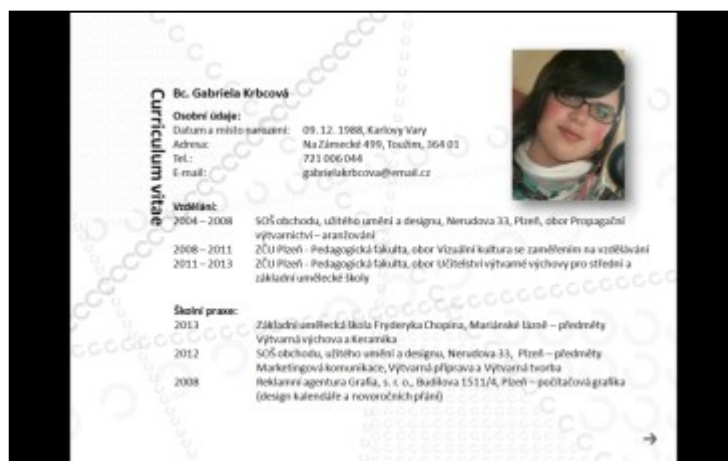 Curriculum vitae
Bc. Gabriela Krbcová
Osobní údaje:
Datum a místo narození: 09. 12. 1988, Karlovy Vary
Adresa: Na Zámecké 499, Toužim, 364 01
Tel.: 721 006 044
E-mail: gabrielakrbcova@email.cz
Vzdělání:
2004 – 2008 SOŠ obchodu, užitého umění a designu, Nerudova 33, Plzeň, obor Propagační
výtvarnictví – aranžování
2008 – 2011 ZČU Plzeň - Pedagogická fakulta, obor Vizuální kultura se zaměřením na vzdělávání
2011 – 2013 ZČU Plzeň - Pedagogická fakulta, obor Učitelství výtvarné výchovy pro střední a
základní umělecké školy
Školní praxe:
2013 Základní umělecká škola Fryderyka Chopina, Mariánské lázně – předměty
Výtvarná výchova a Keramika
2012 SOŠ obchodu, užitého umění a designu, Nerudova 33, Plzeň – předměty
Marketingová komunikace, Výtvarná příprava a Výtvarná tvorba
2008 Reklamní agentura Grafia, s. r. o., Budilova 1511/4, Plzeň – počítačová grafika
(design kalendáře a novoročních přání)